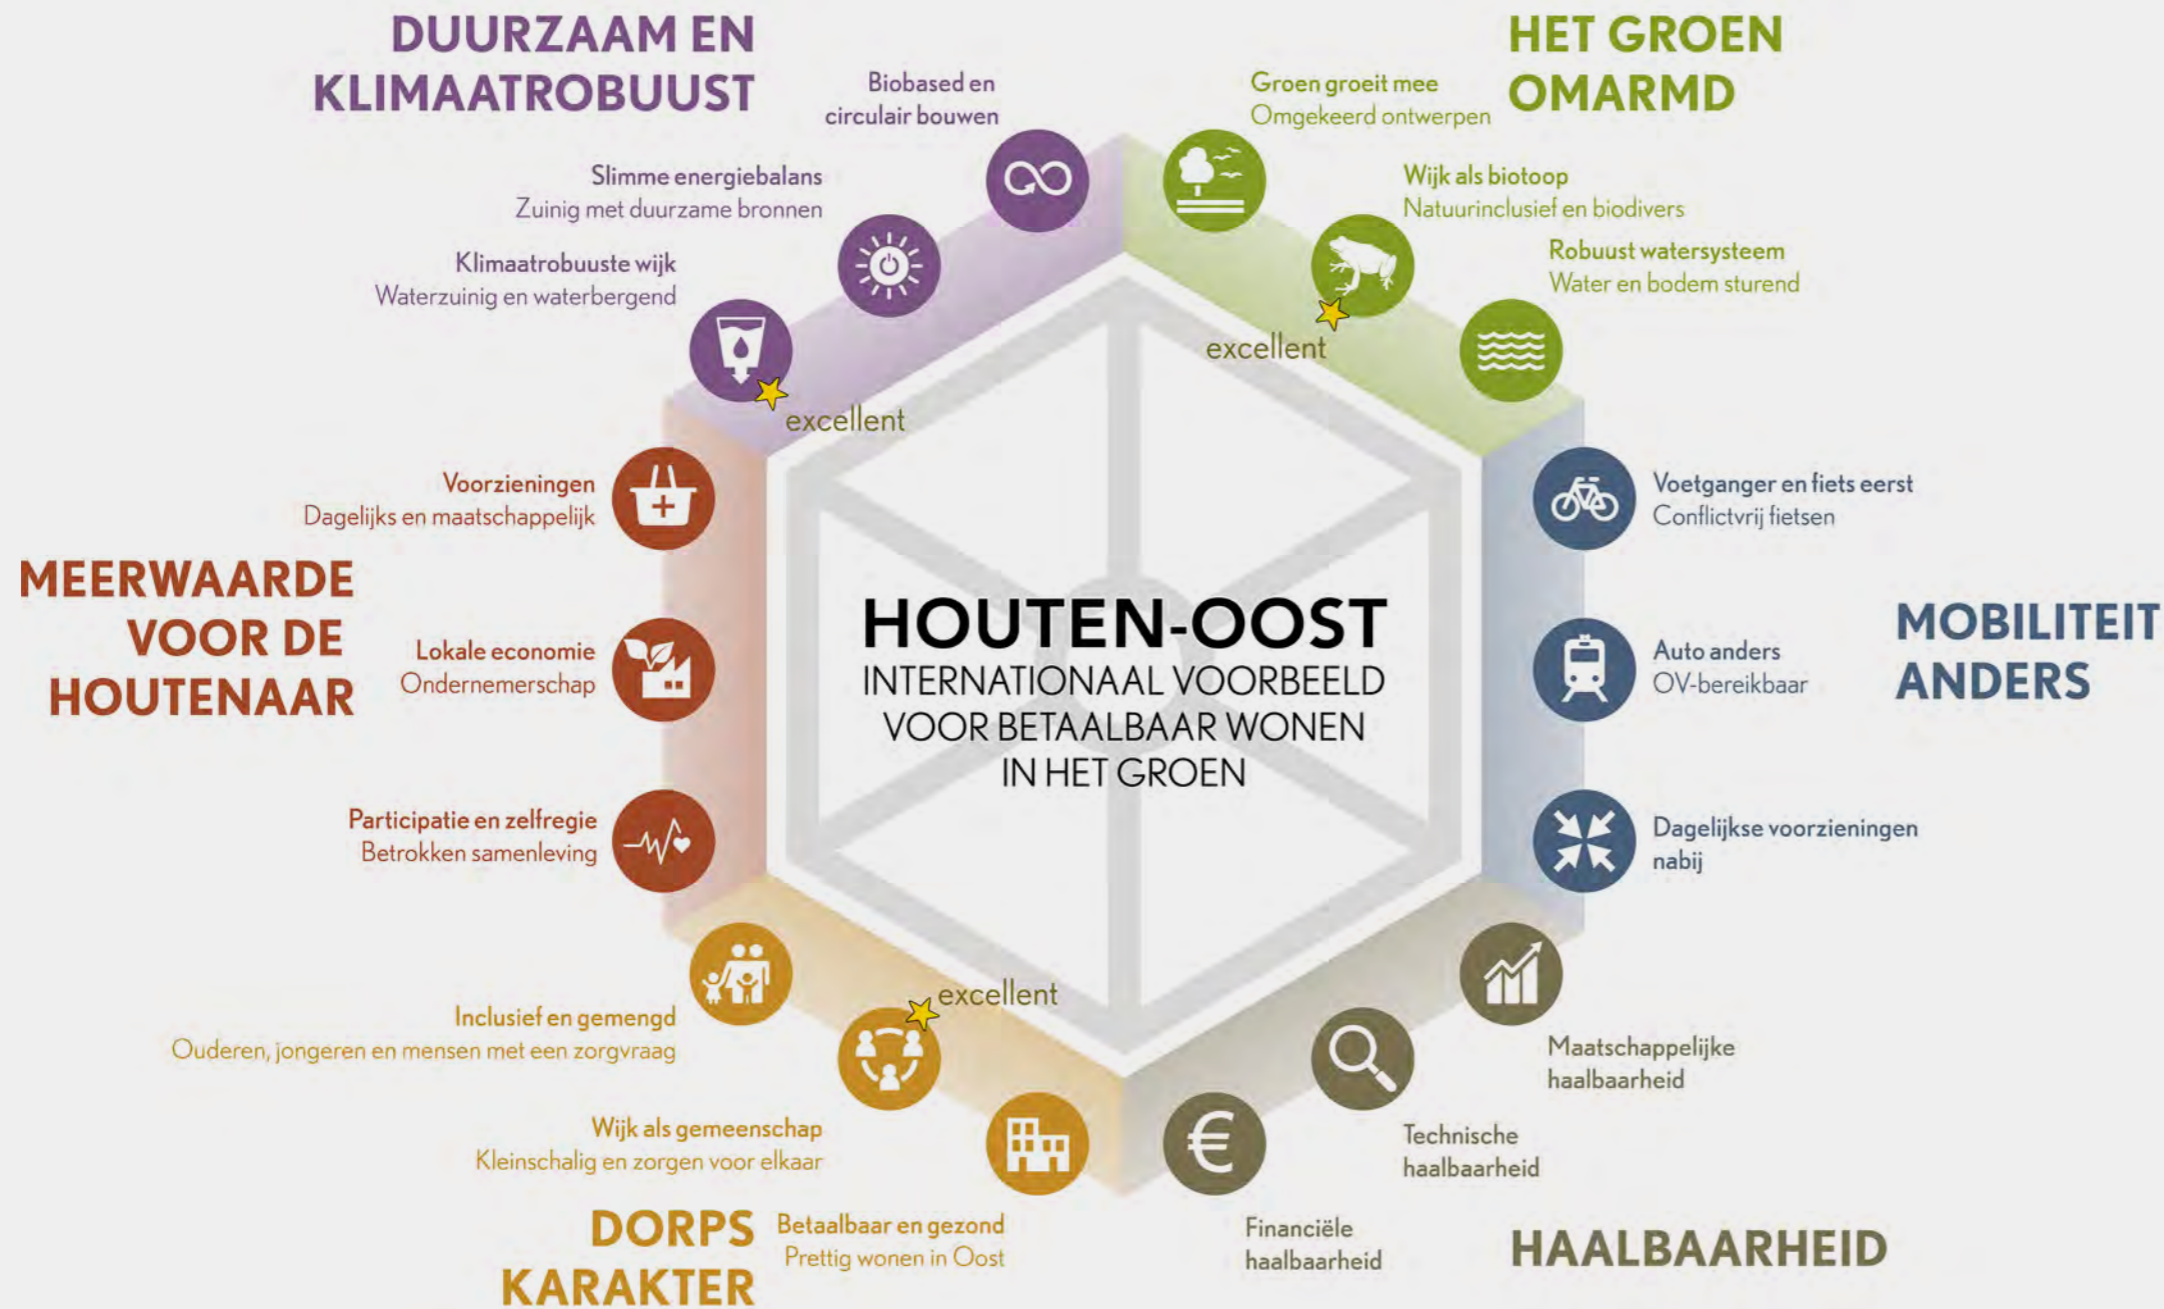 DUURZAAM EN
KLIMAATROBUUST
Biobased en
circulair bouwen
Slimme energiebalans
Zuinig met duurzame bronnen
Klimaatrobuuste wijk
Waterzuinig en waterbergend
excellent
HET GROEN
OMARMD
Groen groeit mee
Omgekeerd ontwerpen
Wijk als biotoop
Natuurinclusief en biodivers
Robuust watersysteem
Water en bodem sturend
excellent
MEERWAARDE
VOOR DE
HOUTENAAR
Voorzieningen
Dagelijks en maatschappelijk
Lokale economie
Ondernemerschap
Participatie en zelfregie
Betrokken samenleving
HOUTEN-OOST
INTERNATIONAAL VOORBEELD
VOOR BETAALBAAR WONEN
IN HET GROEN
MOBILITEIT
ANDERS
Voetganger en fiets eerst
Conflictvrij fietsen
Auto anders
OV-bereikbaar
Dagelijkse voorzieningen
nabij
Inclusief en gemengd
Ouderen, jongeren en mensen met een zorgvraag
excellent
Wijk als gemeenschap
Kleinschalig en zorgen voor elkaar
Betaalbaar en gezond
Prettig wonen in Oost
DORPS
KARAKTER
Maatschappelijke
haalbaarheid
Technische
haalbaarheid
€
Financiële
haalbaarheid
HAALBAARHEID